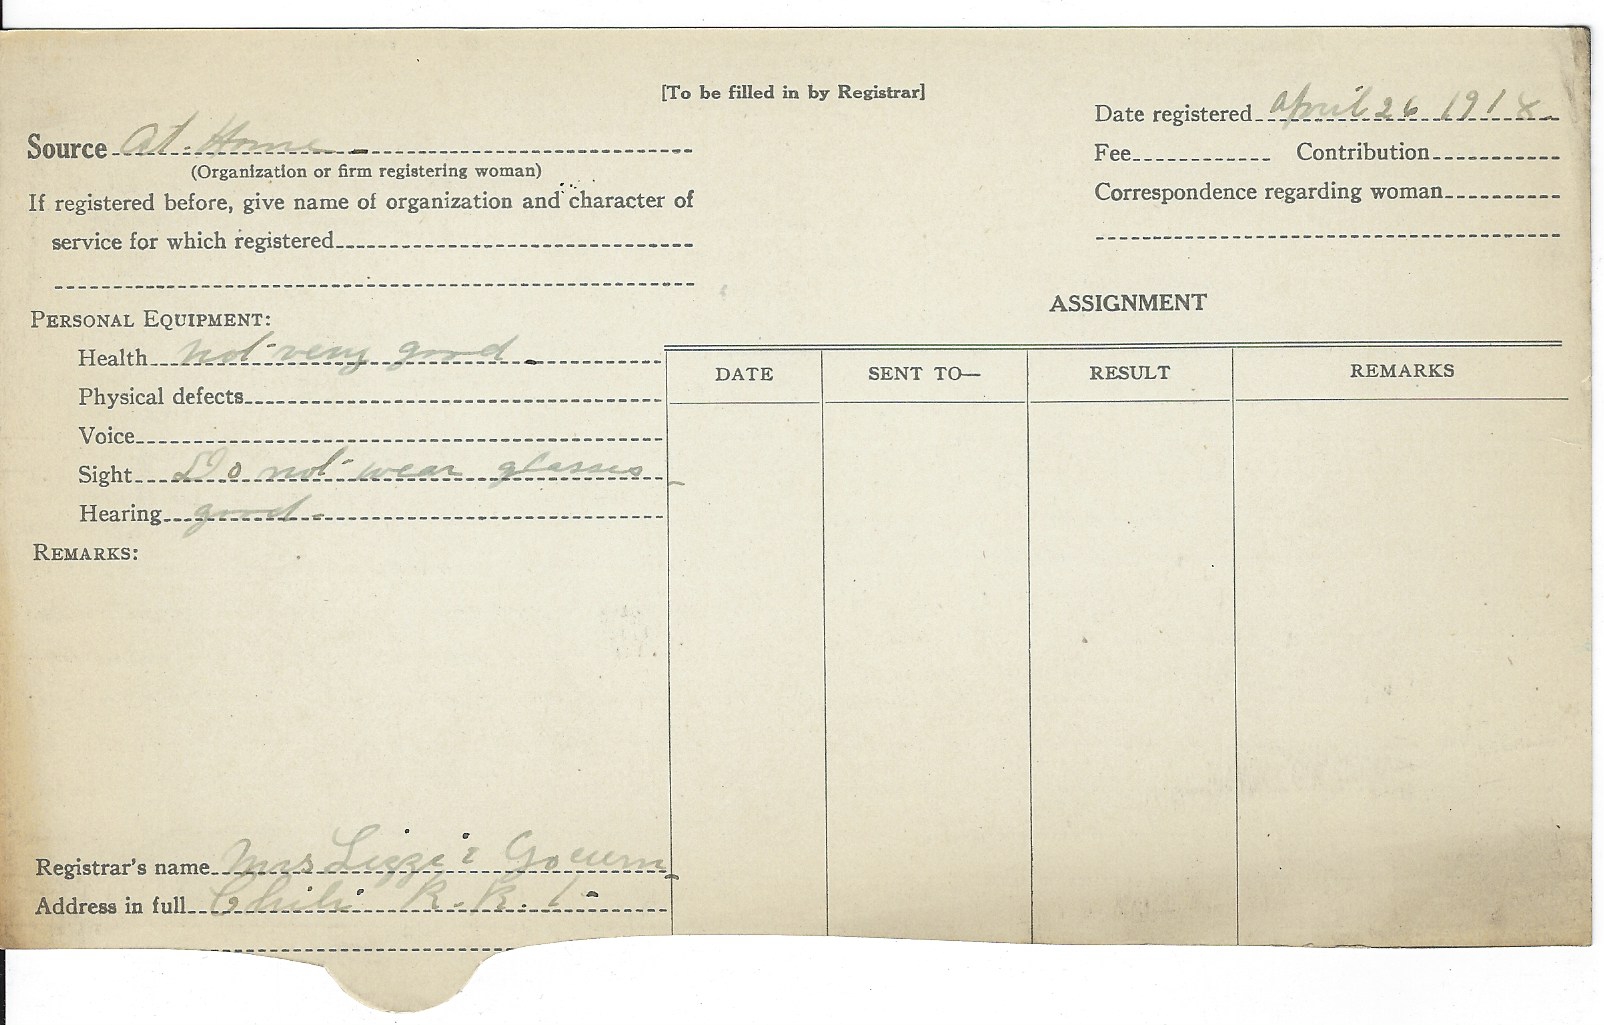 [To be filled in by Registrar]
Date registered April 26 1918
Source At Home
(Organization or firm registering woman)
Fee Contribution
If registered before, give name of organization and character of
Correspondence regarding woman
service for which registered
ASSIGNMENT
PERSONAL EQUIPMENT:
Health not very good
DATE SENT TO— RESULT REMARKS
Physical defects
Voice
Sight Do not wear glasses
Hearing good
REMARKS:
Registrar's name Mrs Lizzie
Address in full Chili R. R. 1